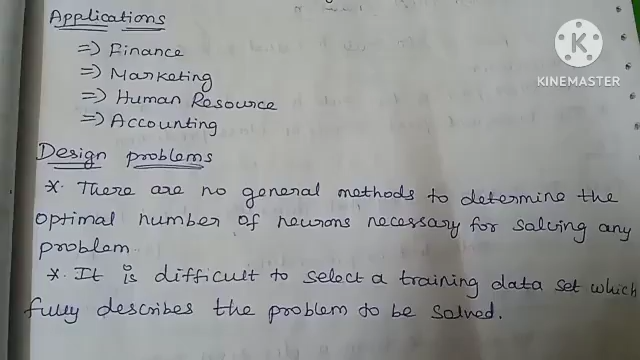 Applications
=> Finance
=> Marketing
=> Human Resource
=> Accounting
KINEMASTER
Design problems
*. There are no general methods to determine the
optimal number of neurons necessary for solving any
problem.
*. It is difficult to select a training data set which
fully describes the problem to be solved.